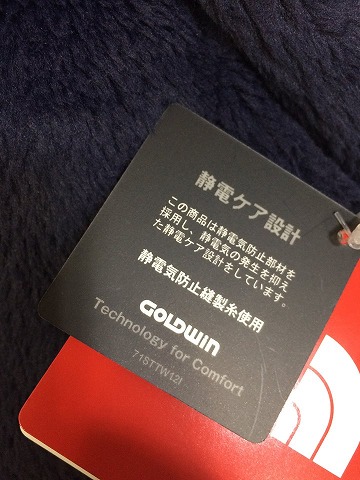 静電ケア設計
この商品は静電気防止部材を
採用し、静電気の発生を抑え
た静電ケア設計をしています。
静電気防止縫製糸使用
GOLDWIN
Technology for Comfort
71STTW12I